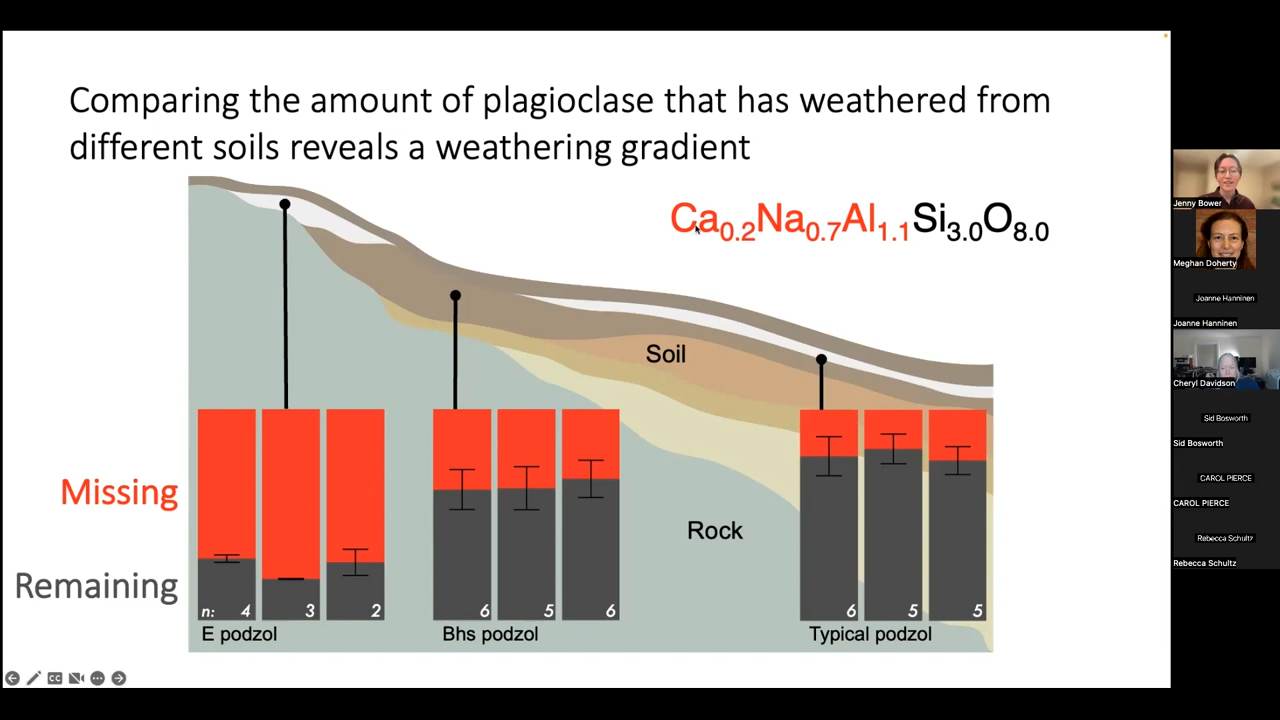 Comparing the amount of plagioclase that has weathered from
different soils reveals a weathering gradient
Ca0.2Na0.7Al1.1Si3.0O8.0
Soil
Rock
Missing
Remaining
n: 4 3 2
6 5 6
6 5 5
E podzol
Bhs podzol
Typical podzol
CC
Jenny Bower
Meghan Doherty
Joanne Hanninen
Joanne Hanninen
Cheryl Davidson
Sid Bosworth
Sid Bosworth
CAROL PIERCE
CAROL PIERCE
Rebecca Schultz
Rebecca Schultz